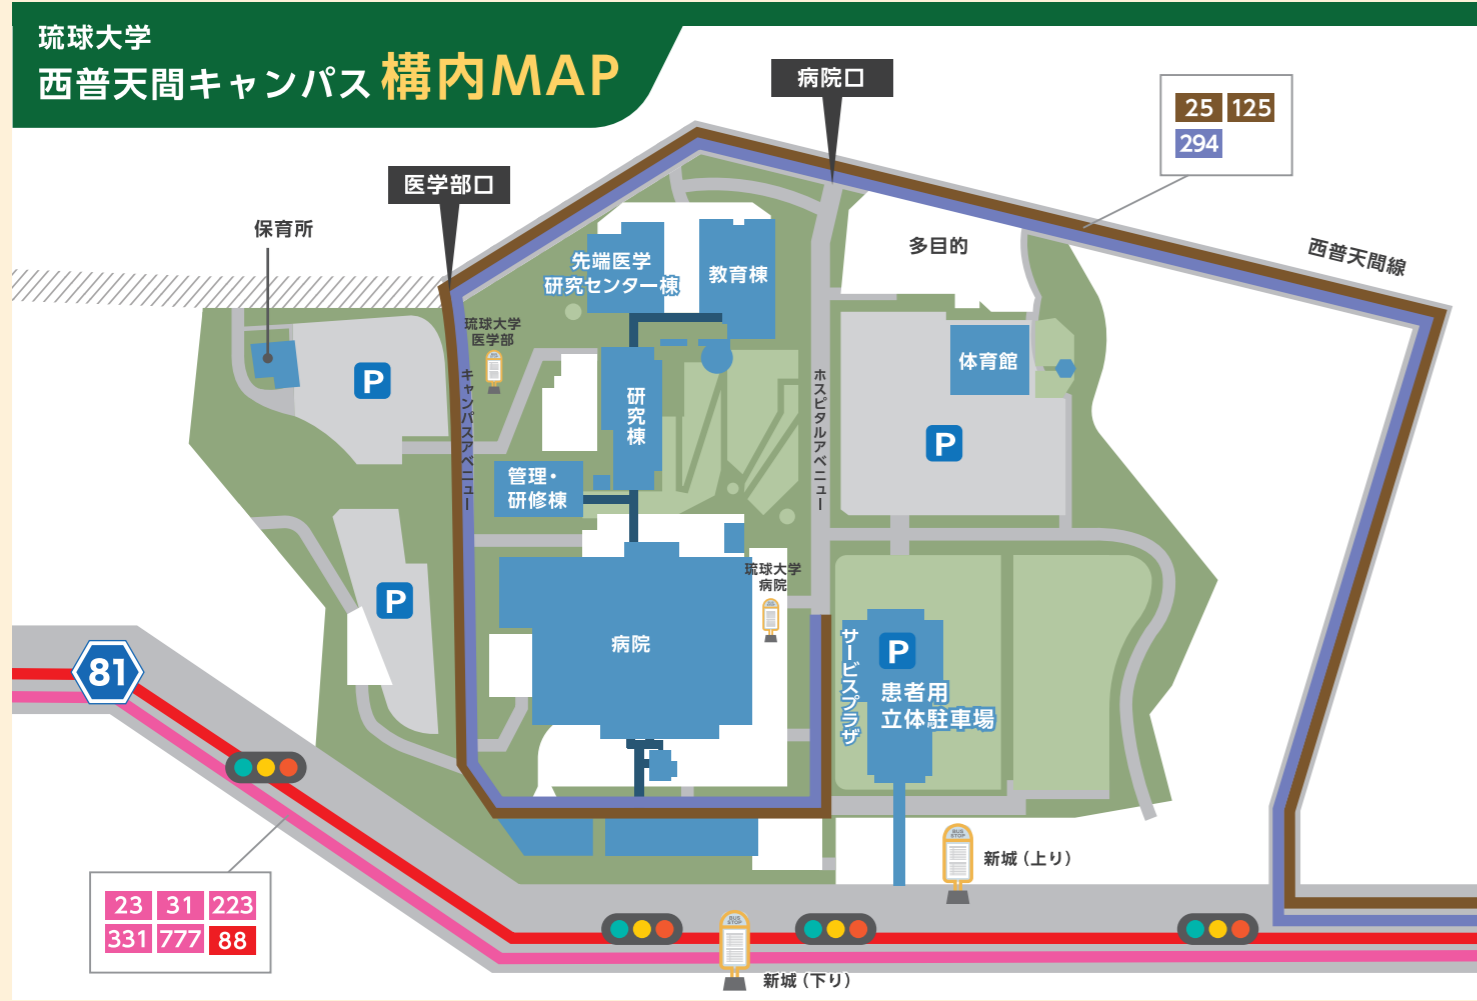 琉球大学
西普天間キャンパス 構内MAP
病院口
25 125
294
医学部口
保育所
多目的
西普天間線
先端医学
研究センター棟
教育棟
琉球大学
医学部
体育館
P
キャンパスアベニュー
ホスピタルアベニュー
研究棟
P
管理・
研修棟
琉球大学
病院
P
病院
サービスプラザ
P
患者用
立体駐車場
81
BUS
STOP
新城(上り)
23 31 223
331 777 88
BUS
STOP
新城(下り)